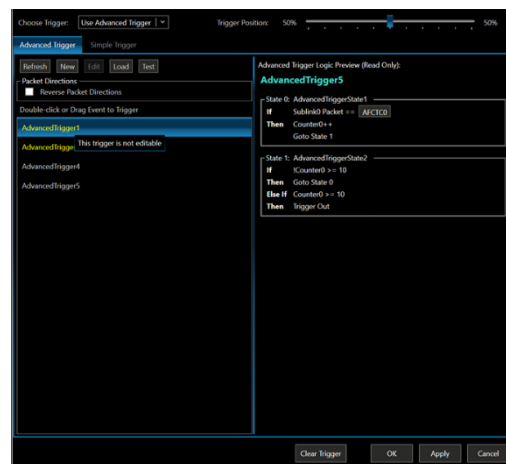 Choose Trigger: Use Advanced Trigger Trigger Position: 50% 50%
Advanced Trigger Simple Trigger
Refresh New Edit Load Test
Packet Directions
Reverse Packet Directions
Double-click or Drag Event to Trigger
AdvancedTrigger1
AdvancedTrigge
This trigger is not editable
AdvancedTrigger4
AdvancedTrigger5
Advanced Trigger Logic Preview (Read Only):
AdvancedTrigger5
State 0: AdvancedTriggerState1
If Sublink0 Packet == AFCTC0
Then Counter0++
Goto State 1
State 1: AdvancedTriggerState2
If !Counter0 >= 10
Then Goto State 0
Else If Counter0 >= 10
Then Trigger Out
Clear Trigger OK Apply Cancel